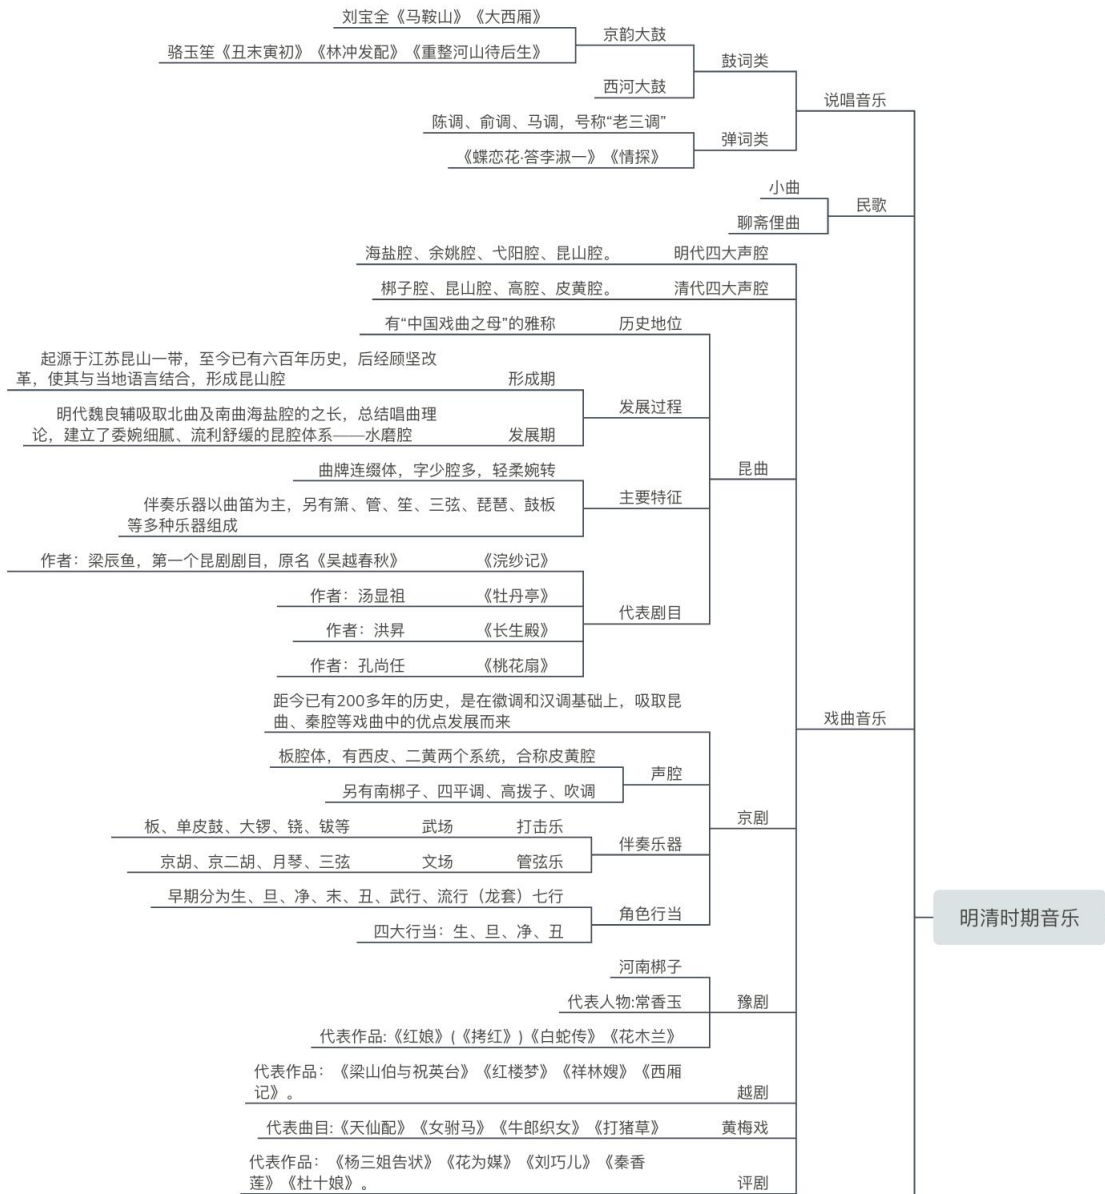 刘宝全《马鞍山》《大西厢》
京韵大鼓
骆玉笙《丑末寅初》《林冲发配》《重整河山待后生》
鼓词类
西河大鼓
说唱音乐
陈调、俞调、马调，号称“老三调”
弹词类
《蝶恋花·答李淑一》《情探》
小曲
民歌
聊斋俚曲
海盐腔、余姚腔、弋阳腔、昆山腔。
明代四大声腔
梆子腔、昆山腔、高腔、皮黄腔。
清代四大声腔
有“中国戏曲之母”的雅称
历史地位
起源于江苏昆山一带，至今已有六百年历史，后经顾坚改
革，使其与当地语言结合，形成昆山腔
形成期
发展过程
明代魏良辅吸取北曲及南曲海盐腔的之长，总结唱曲理
论，建立了委婉细腻、流利舒缓的昆腔体系——水磨腔
发展期
昆曲
曲牌连缀体，字少腔多，轻柔婉转
主要特征
伴奏乐器以曲笛为主，另有箫、管、笙、三弦、琵琶、鼓板
等多种乐器组成
作者：梁辰鱼，第一个昆剧剧目，原名《吴越春秋》
《浣纱记》
作者：汤显祖
《牡丹亭》
代表剧目
作者：洪昇
《长生殿》
作者：孔尚任
《桃花扇》
距今已有200多年的历史，是在徽调和汉调基础上，吸取昆
曲、秦腔等戏曲中的优点发展而来
戏曲音乐
板腔体，有西皮、二黄两个系统，合称皮黄腔
声腔
另有南梆子、四平调、高拨子、吹调
京剧
板、单皮鼓、大锣、铙、钹等
武场
打击乐
伴奏乐器
京胡、京二胡、月琴、三弦
文场
管弦乐
早期分为生、旦、净、末、丑、武行、流行（龙套）七行
角色行当
四大行当：生、旦、净、丑
明清时期音乐
河南梆子
代表人物:常香玉
豫剧
代表作品:《红娘》(《拷红》)《白蛇传》《花木兰》
代表作品：《梁山伯与祝英台》《红楼梦》《祥林嫂》《西厢
记》。
越剧
代表曲目:《天仙配》《女驸马》《牛郎织女》《打猪草》
黄梅戏
代表作品：《杨三姐告状》《花为媒》《刘巧儿》《秦香
莲》《杜十娘》。
评剧